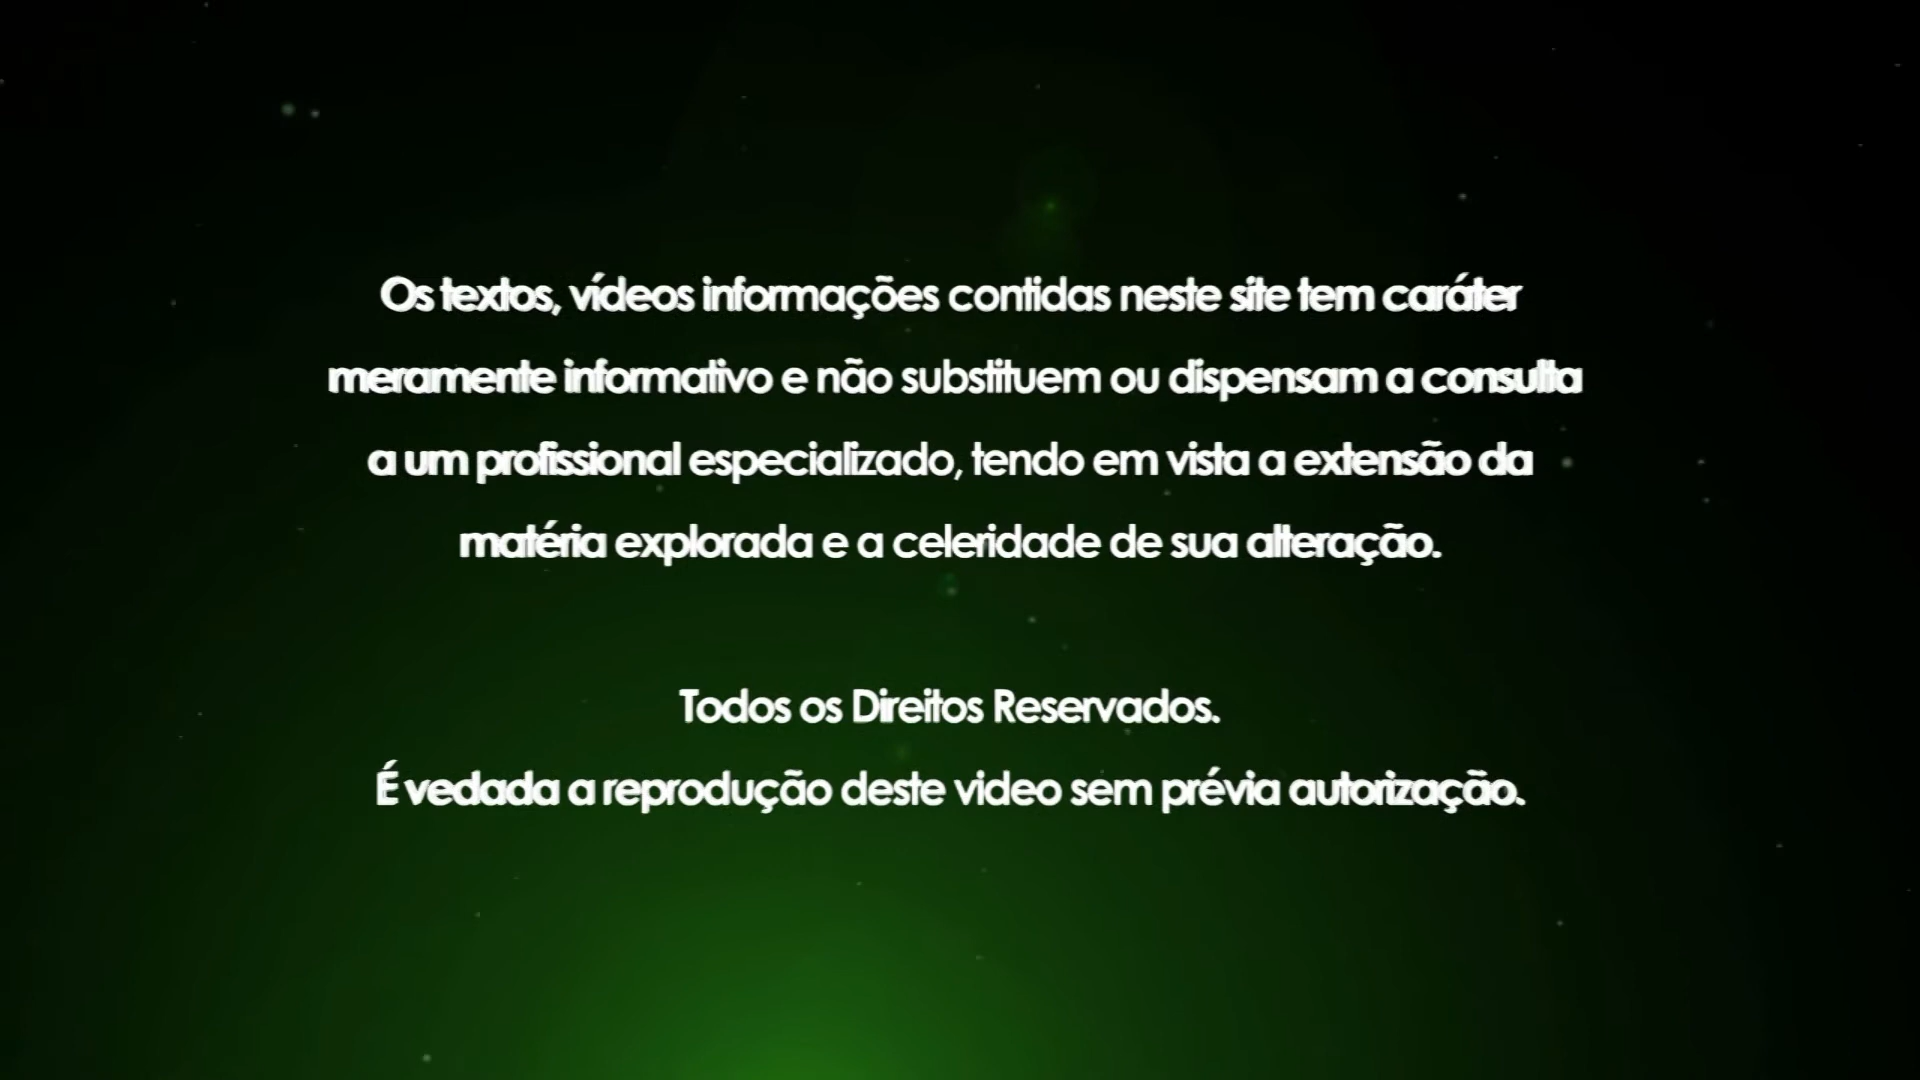 Os textos, vídeos informações contidas neste site tem caráter
meramente informativo e não substituem ou dispensam a consulta
a um profissional especializado, tendo em vista a extensão da
matéria explorada e a celeridade de sua alteração.
Todos os Direitos Reservados.
É vedada a reprodução deste video sem prévia autorização.